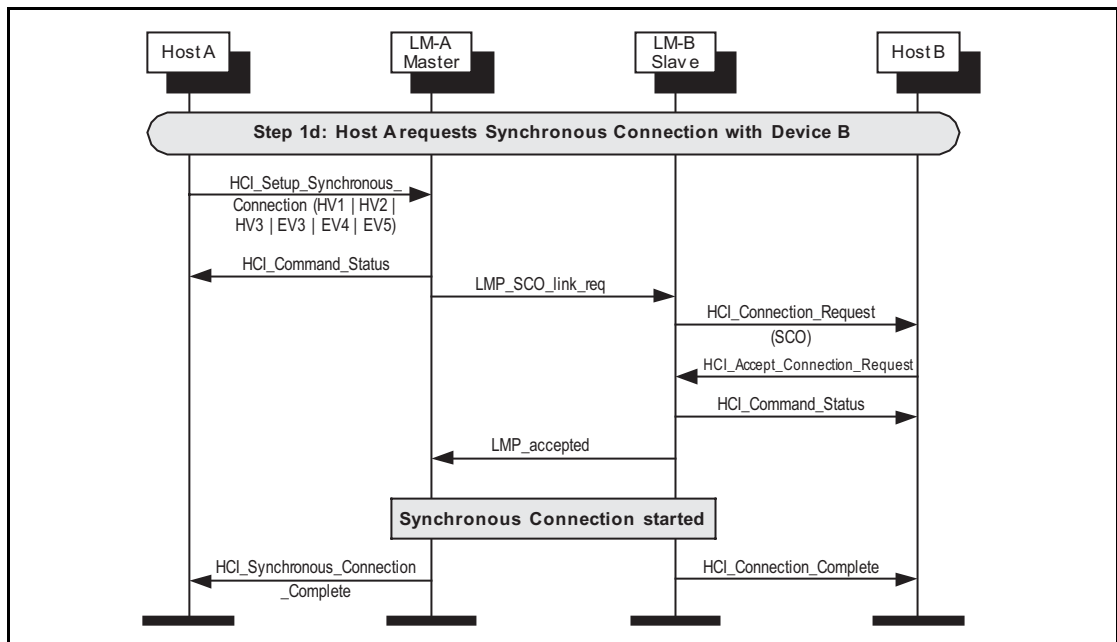 Host A
LM-A
Master
LM-B
Slave
Host B
Step 1d: Host A requests Synchronous Connection with Device B
HCI_Setup_Synchronous_
Connection (HV1 | HV2 |
HV3 | EV3 | EV4 | EV5)
HCI_Command_Status
LMP_SCO_link_req
HCI_Connection_Request
(SCO)
HCI_Accept_Connection_Request
HCI_Command_Status
LMP_accepted
Synchronous Connection started
HCI_Synchronous_Connection
_Complete
HCI_Connection_Complete